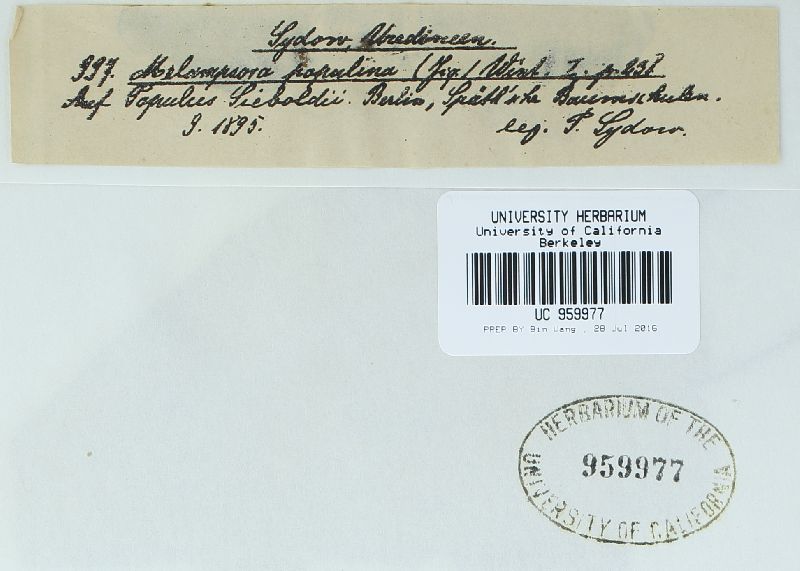 Sydow, Uredineen.
997. Melampsora populina (Jcq.) Wint. I. p. 238
Auf Populus Sieboldii. Berlin, Späth'sche Baumschulen.
9. 1895. leg. P. Sydow.
UNIVERSITY HERBARIUM
University of California
Berkeley
UC 959977
PREP BY Bin Wang , 28 Jul 2016
HERBARIUM OF THE
959977
UNIVERSITY OF CALIFORNIA